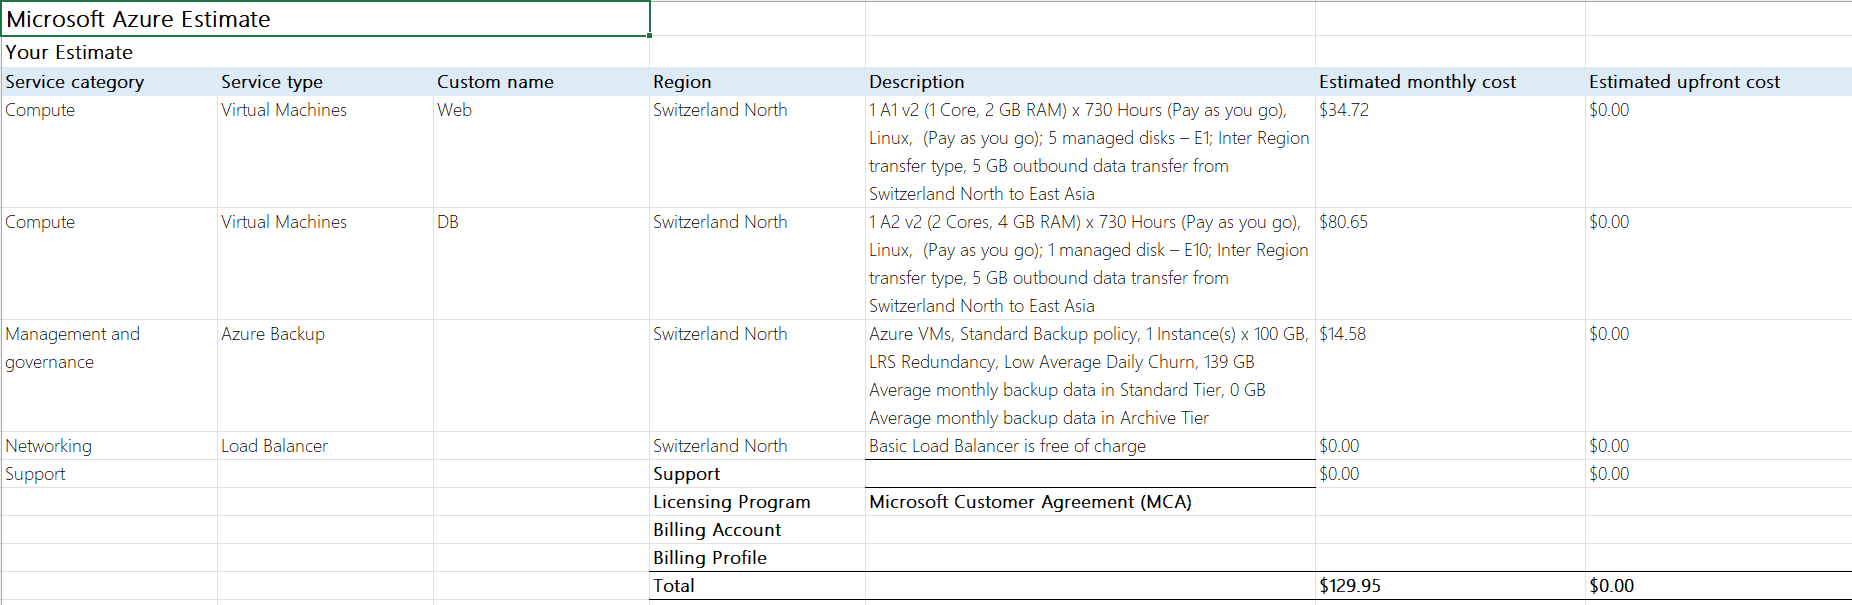 Microsoft Azure Estimate
Your Estimate
Service category Service type Custom name Region Description Estimated monthly cost Estimated upfront cost
Compute Virtual Machines Web Switzerland North 1 A1 v2 (1 Core, 2 GB RAM) x 730 Hours (Pay as you go), $34.72 $0.00
Linux,  (Pay as you go); 5 managed disks – E1; Inter Region
transfer type, 5 GB outbound data transfer from
Switzerland North to East Asia
Compute Virtual Machines DB Switzerland North 1 A2 v2 (2 Cores, 4 GB RAM) x 730 Hours (Pay as you go), $80.65 $0.00
Linux,  (Pay as you go); 1 managed disk – E10; Inter Region
transfer type, 5 GB outbound data transfer from
Switzerland North to East Asia
Management and Azure Backup Switzerland North Azure VMs, Standard Backup policy, 1 Instance(s) x 100 GB, $14.58 $0.00
governance LRS Redundancy, Low Average Daily Churn, 139 GB
Average monthly backup data in Standard Tier, 0 GB
Average monthly backup data in Archive Tier
Networking Load Balancer Switzerland North Basic Load Balancer is free of charge $0.00 $0.00
Support Support $0.00 $0.00
Licensing Program Microsoft Customer Agreement (MCA)
Billing Account
Billing Profile
Total $129.95 $0.00